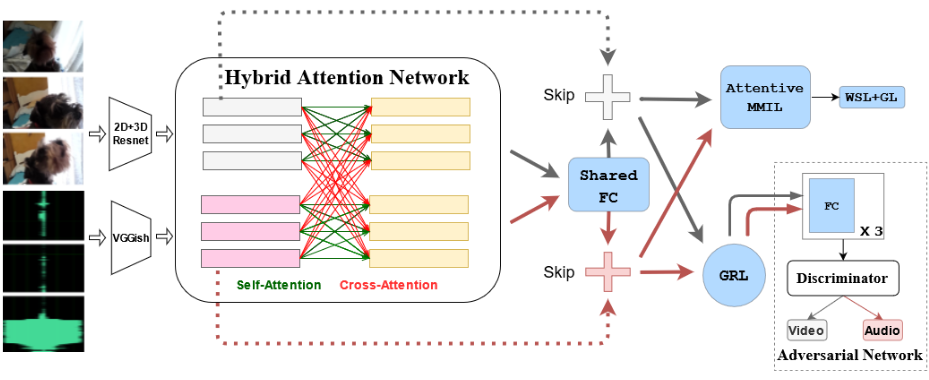 Hybrid Attention Network
2D+3D
Resnet
VGGish
Self-Attention
Cross-Attention
Skip
Shared
FC
Skip
Attentive
MMIL
WSL+GL
GRL
FC
X 3
Discriminator
Video
Audio
Adversarial Network